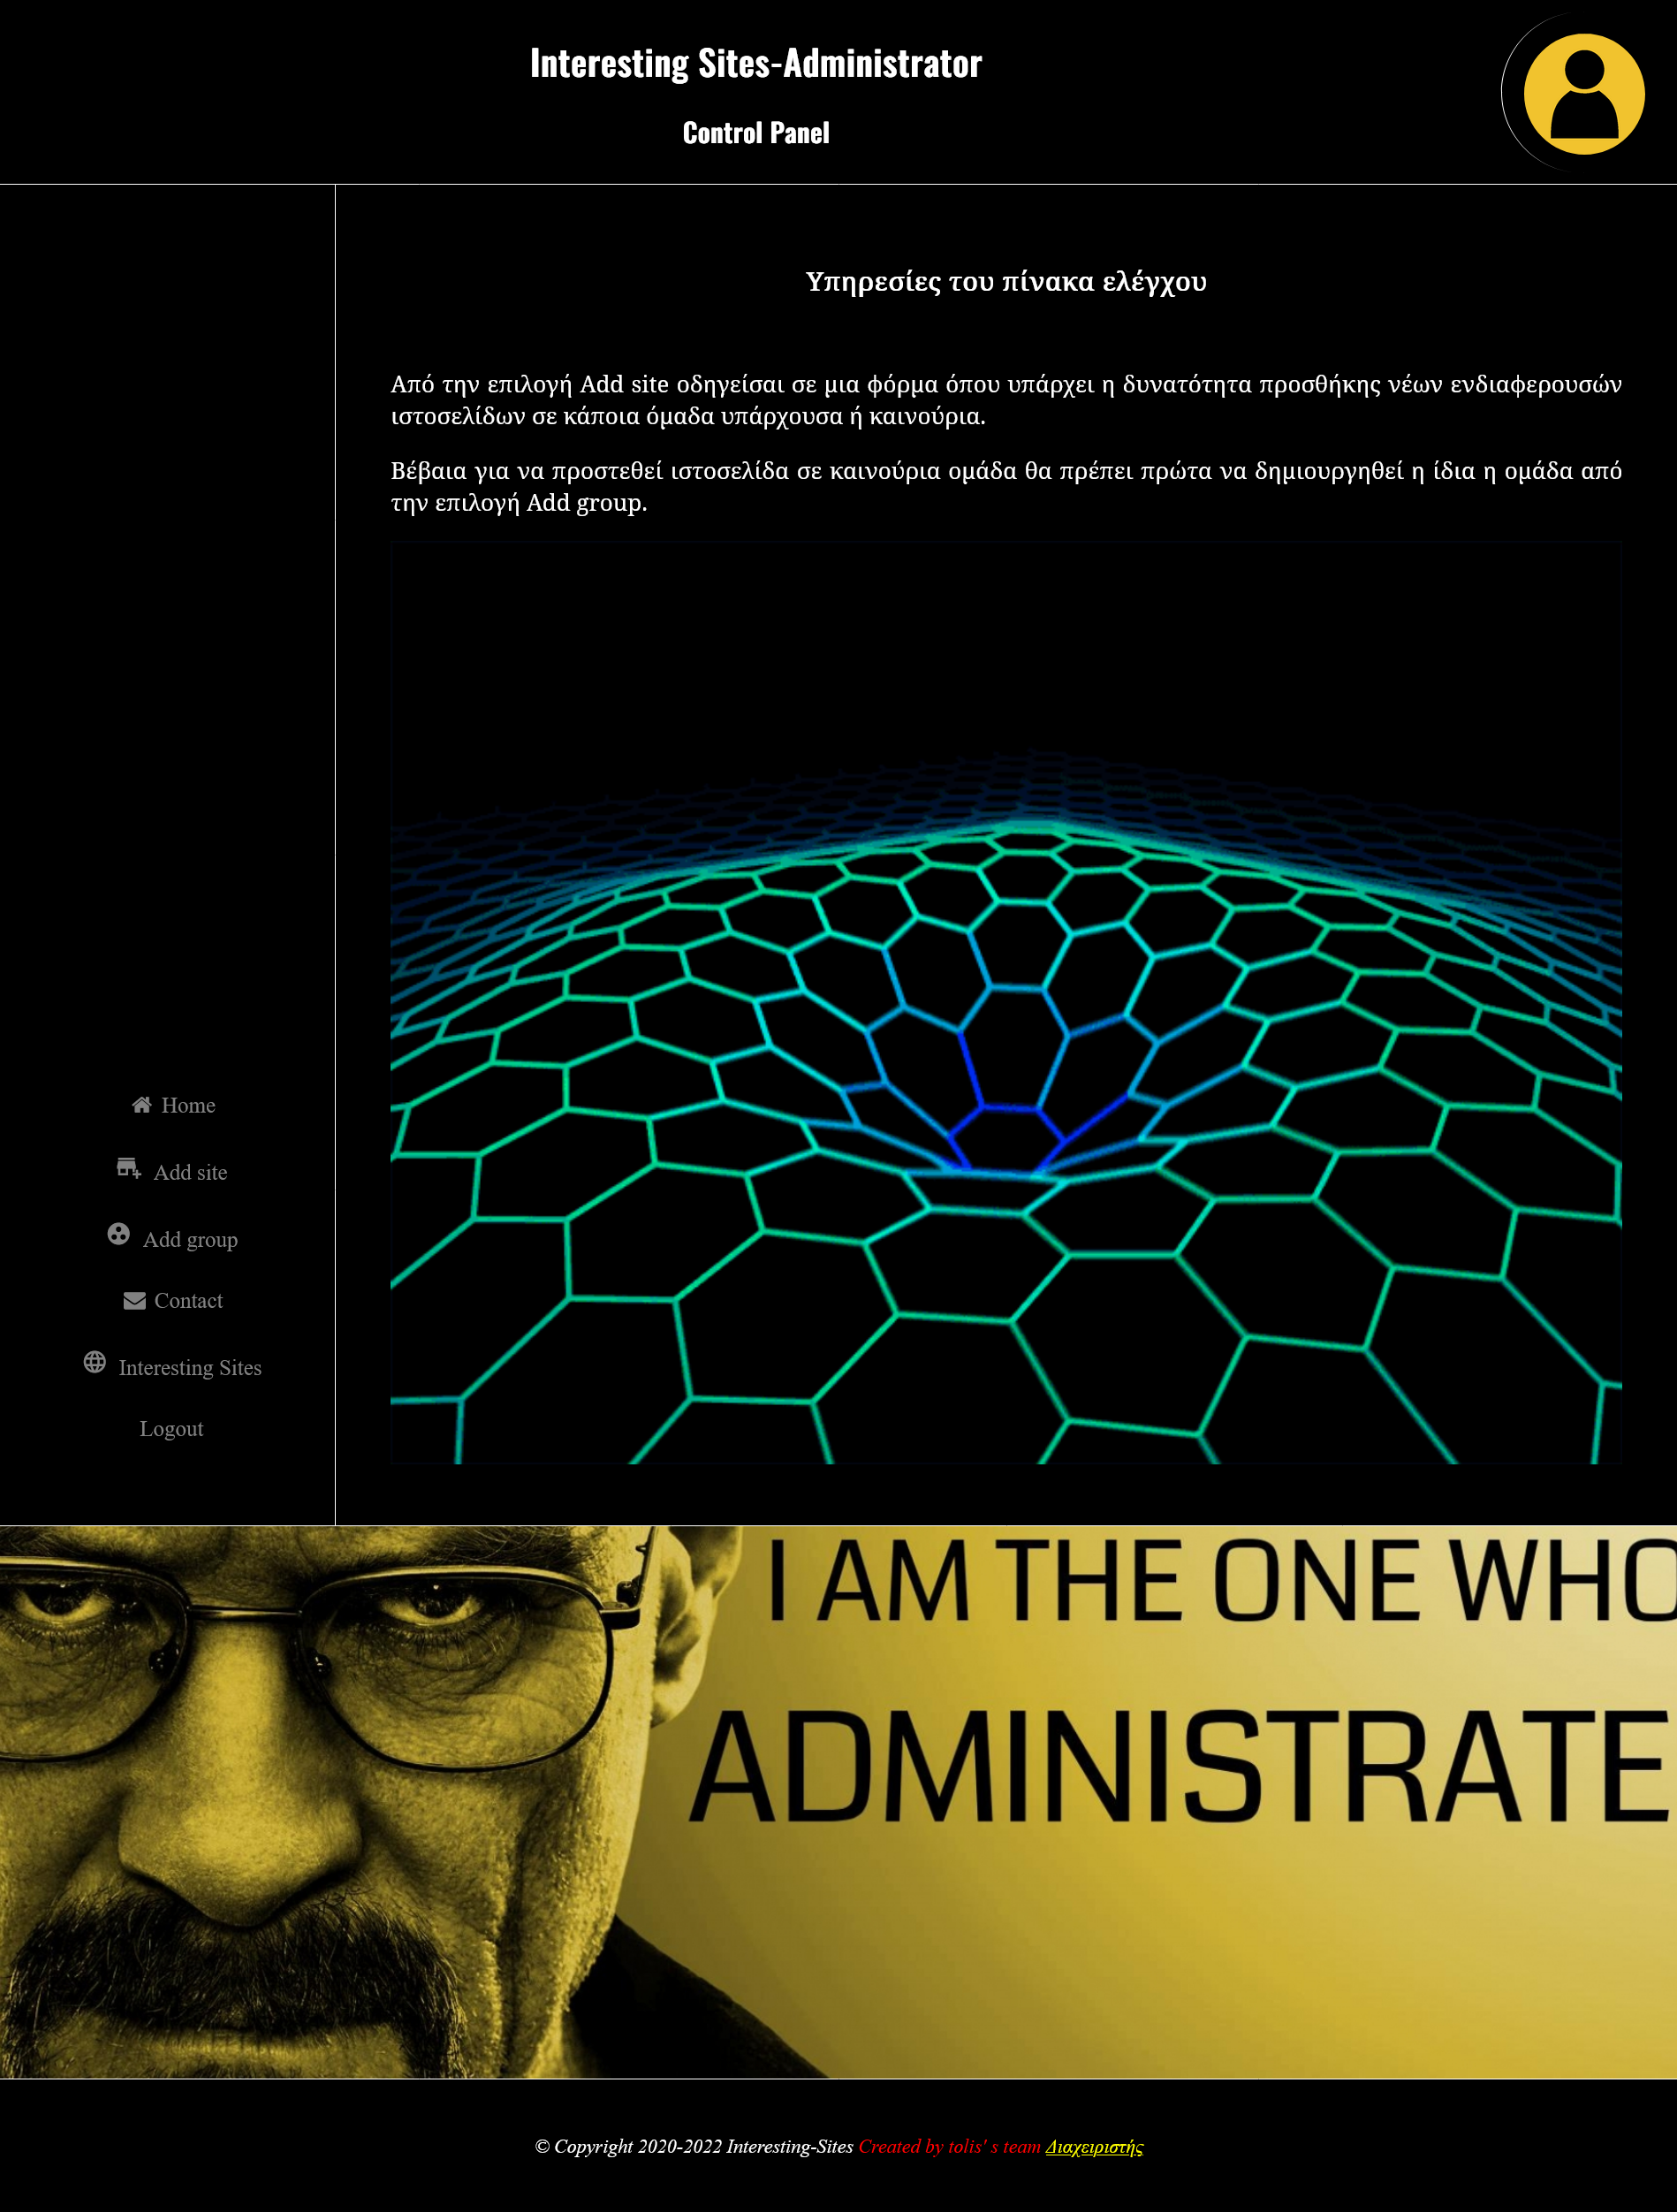 Interesting Sites-Administrator
Control Panel
Υπηρεσίες του πίνακα ελέγχου
Από την επιλογή Add site οδηγείσαι σε μια φόρμα όπου υπάρχει η δυνατότητα προσθήκης νέων ενδιαφερουσών
ιστοσελίδων σε κάποια όμαδα υπάρχουσα ή καινούρια.
Βέβαια για να προστεθεί ιστοσελίδα σε καινούρια ομάδα θα πρέπει πρώτα να δημιουργηθεί η ίδια η ομάδα από
την επιλογή Add group.
Home
Add site
Add group
Contact
Interesting Sites
Logout
I AM THE ONE WHO
ADMINISTRATE
© Copyright 2020-2022 Interesting-Sites Created by tolis' s team Διαχειριστής